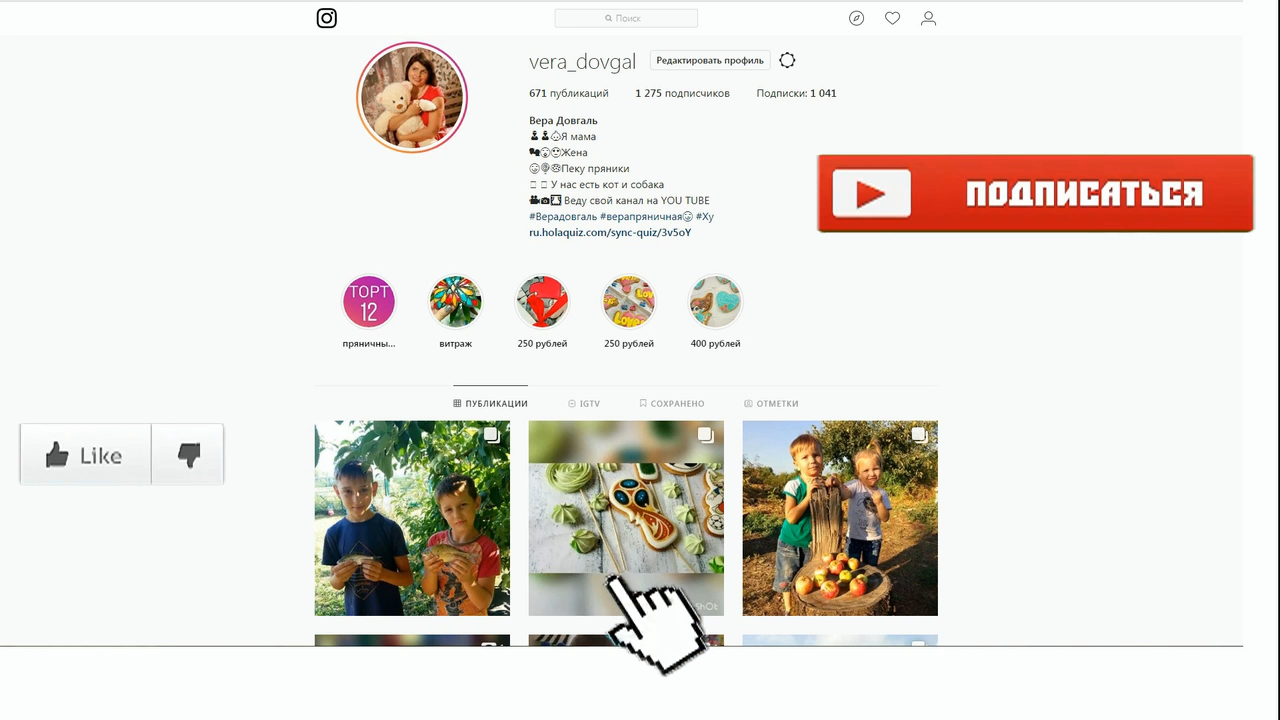 Поиск
vera_dovgal
Редактировать профиль
671 публикаций
1 275 подписчиков
Подписки: 1 041
Вера Довгаль
Я мама
Жена
Пеку пряники
У нас есть кот и собака
Веду свой канал на YOU TUBE
#Верадовгаль #верапряничная #Ху
ru.holaquiz.com/sync-quiz/3v5oY
ПОДПИСАТЬСЯ
ТОРТ
12
пряничны...
витраж
250 рублей
250 рублей
400 рублей
ПУБЛИКАЦИИ
IGTV
СОХРАНЕНО
ОТМЕТКИ
Like